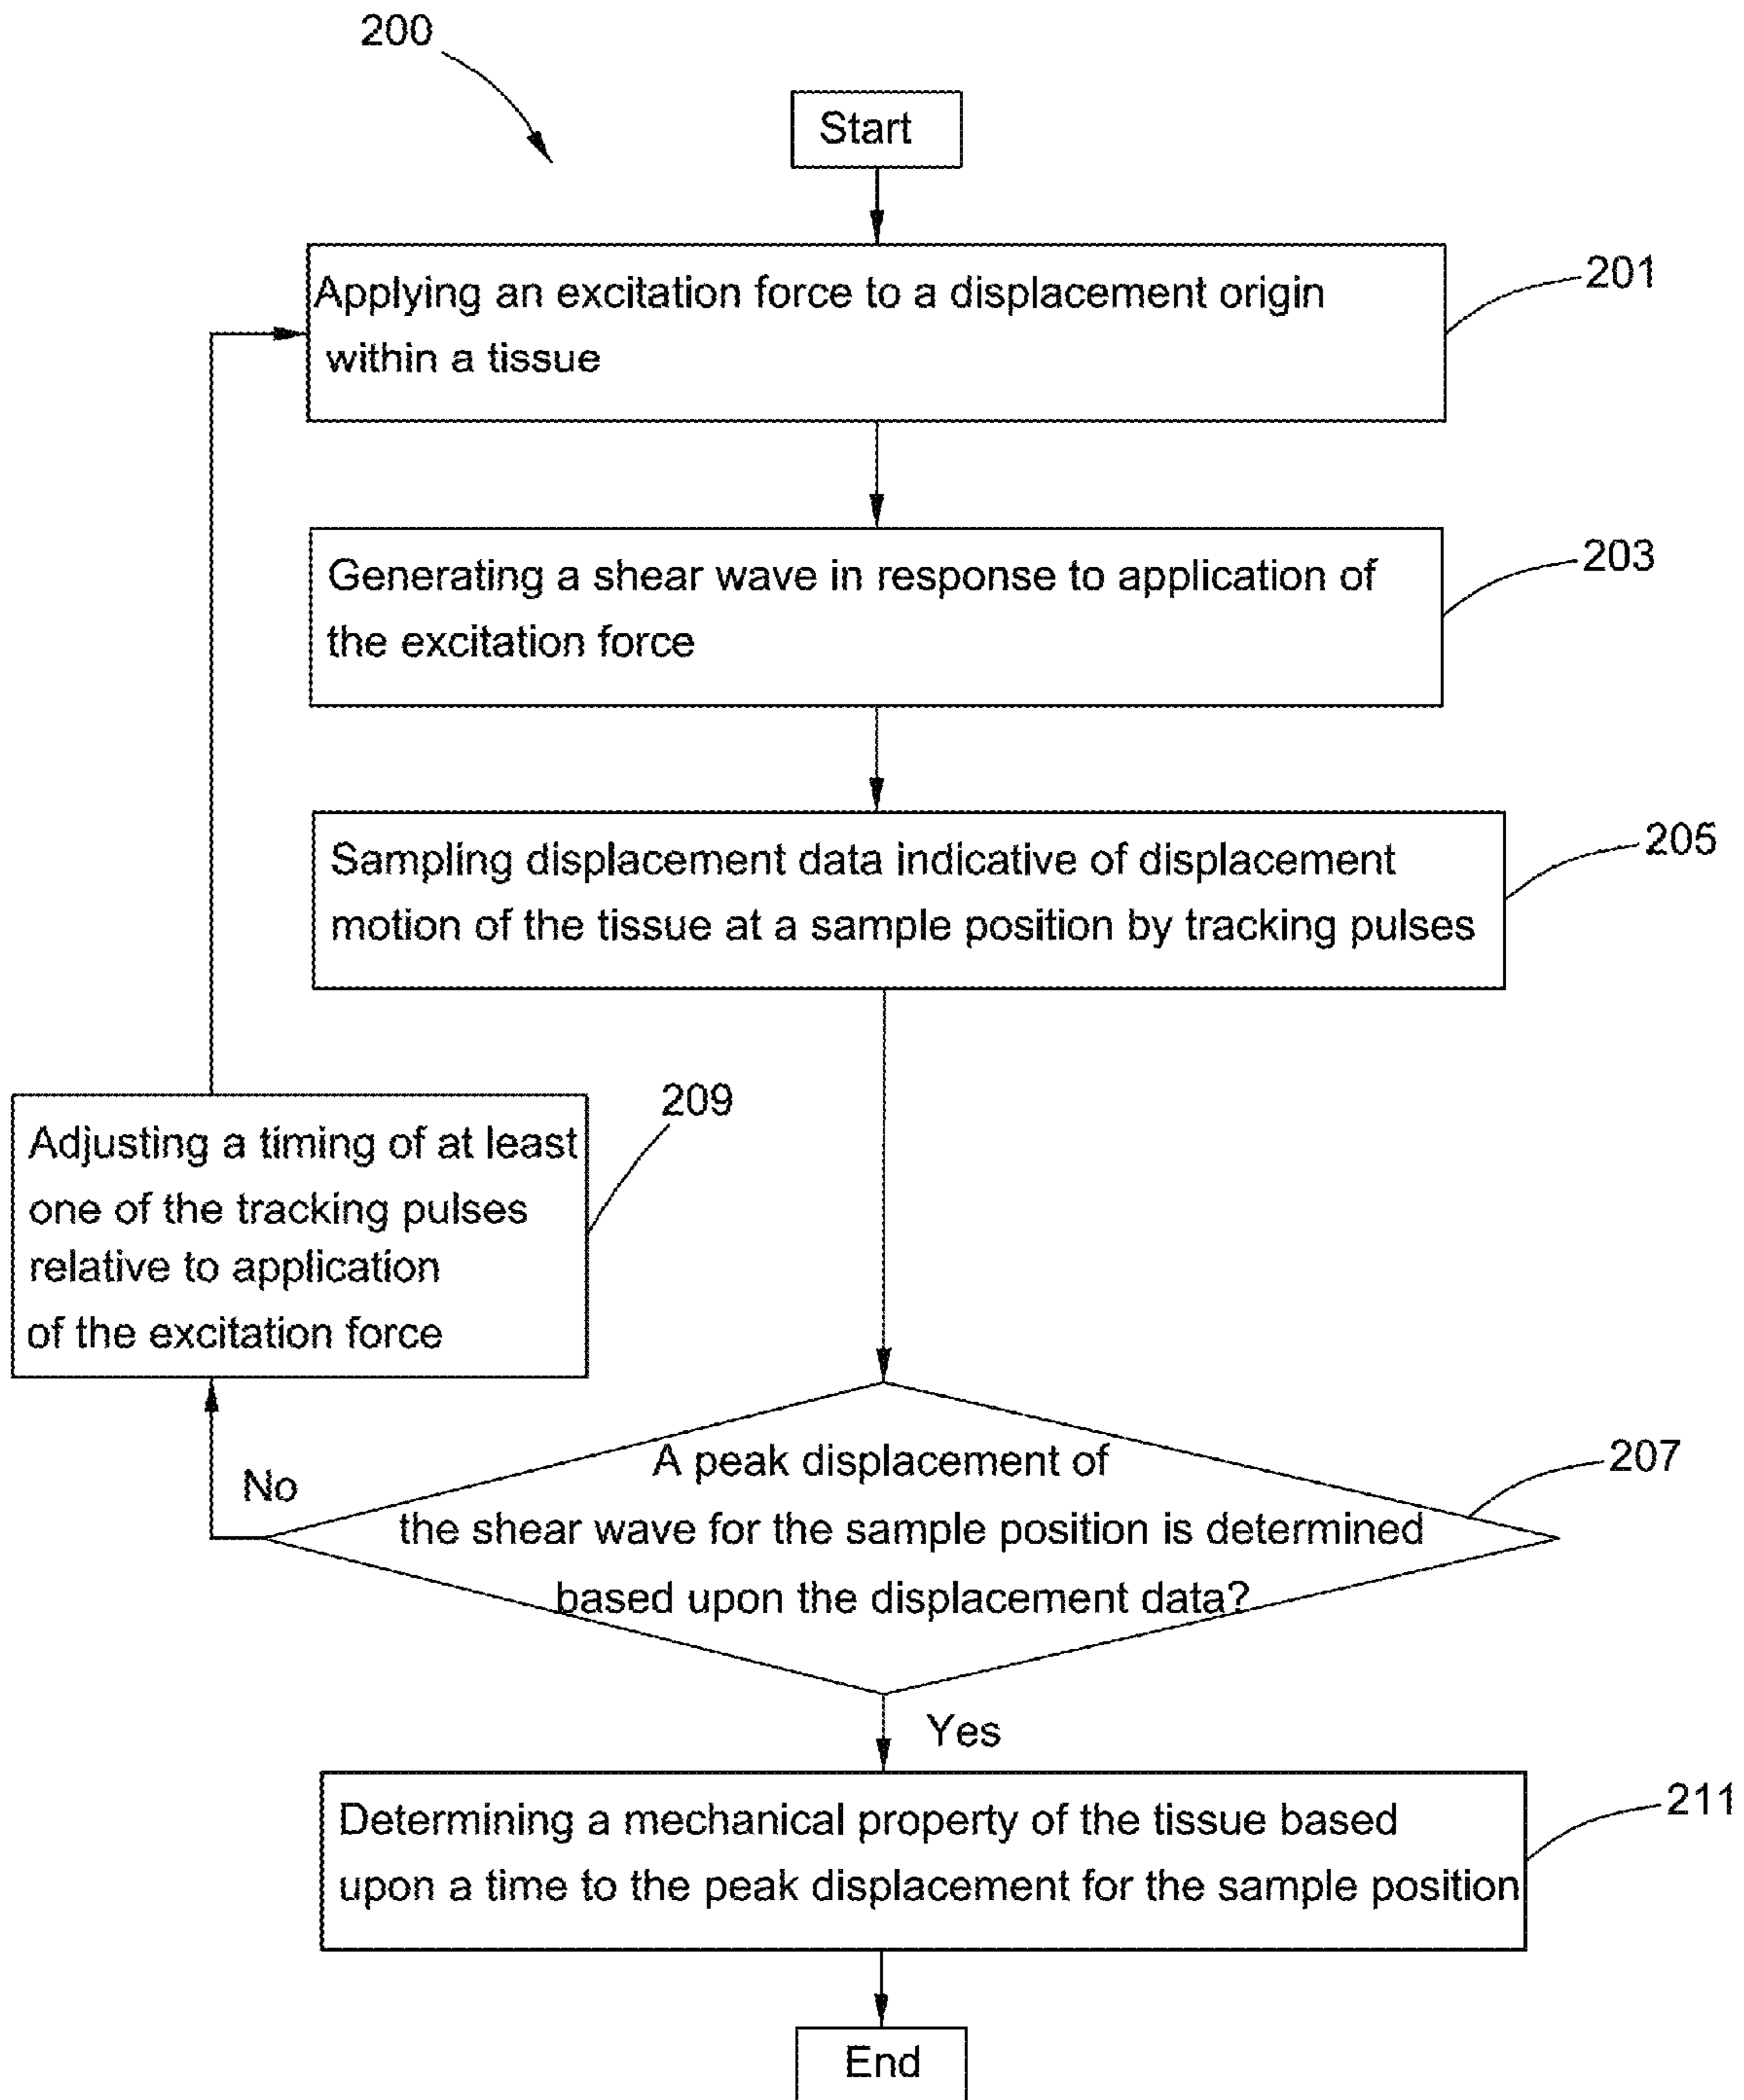 200
Start
Applying an excitation force to a displacement origin
within a tissue
201
Generating a shear wave in response to application of
the excitation force
203
Sampling displacement data indicative of displacement
motion of the tissue at a sample position by tracking pulses
205
Adjusting a timing of at least
one of the tracking pulses
relative to application
of the excitation force
209
A peak displacement of
the shear wave for the sample position is determined
based upon the displacement data?
207
No
Yes
Determining a mechanical property of the tissue based
upon a time to the peak displacement for the sample position
211
End